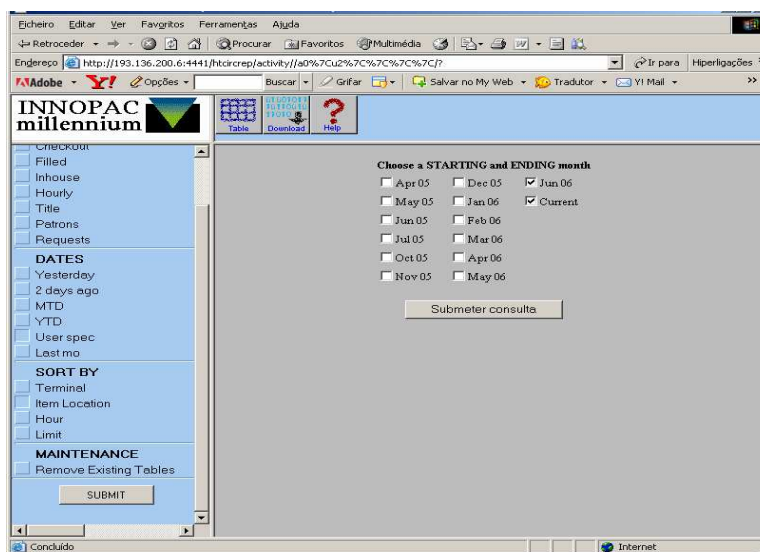 Ficheiro Editar Ver Favoritos Ferramentas Ajuda
Retroceder Procurar Favoritos Multimédia
Endereço http://193.136.200.6:4441/htcircrep/activity//a0%7Cu2%7C%7C%7C%7C/? Ir para Hiperligações
Adobe Y! Opções Buscar Grifar Salvar no My Web Tradutor Y! Mail
INNOPAC
millennium
Table Download Help
Checkout
Filled
Inhouse
Hourly
Title
Patrons
Requests
DATES
Yesterday
2 days ago
MTD
YTD
User spec
Last mo
SORT BY
Terminal
Item Location
Hour
Limit
MAINTENANCE
Remove Existing Tables
SUBMIT
Choose a STARTING and ENDING month
Apr 05 Dec 05 Jun 06
May 05 Jan 06 Current
Jun 05 Feb 06
Jul 05 Mar 06
Oct 05 Apr 06
Nov 05 May 06
Submeter consulta
Concluído Internet